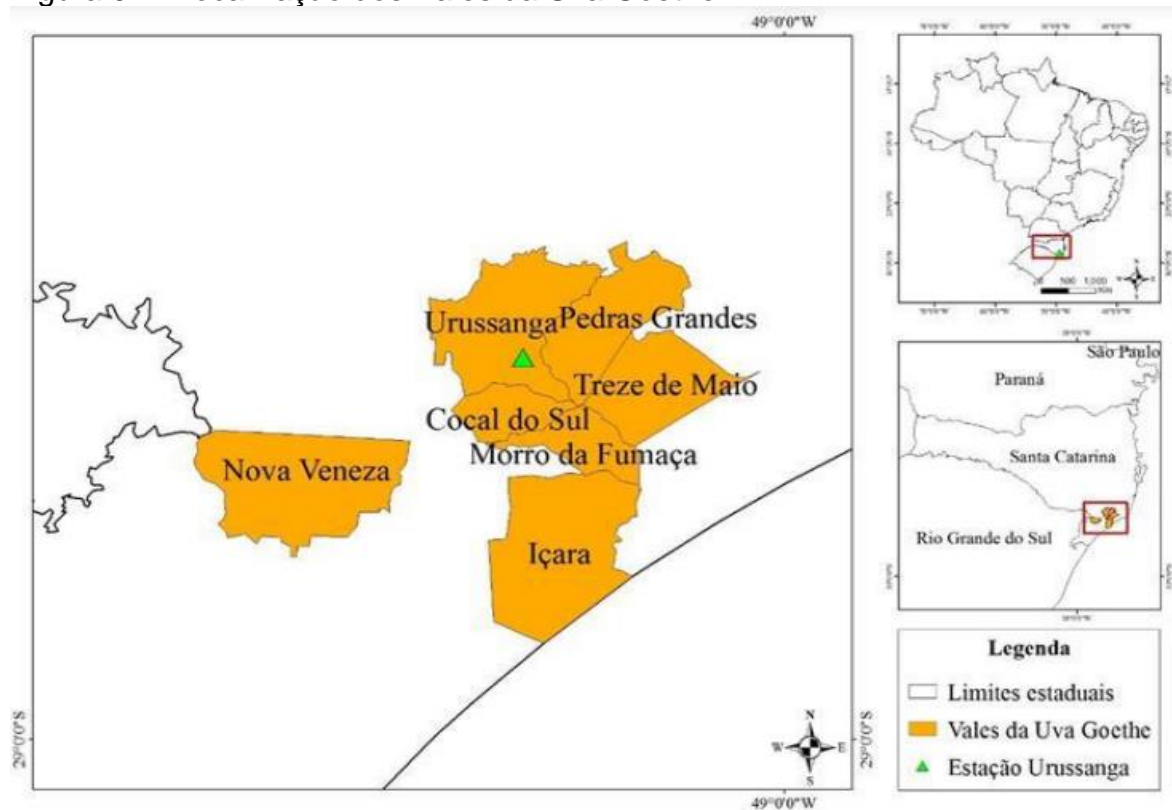 49°0'0"W
Urussanga
Pedras Grandes
Treze de Maio
Cocal do Sul
Morro da Fumaça
Nova Veneza
Içara
29°0'0"S
29°0'0"S
N
W
E
S
49°0'0"W
São Paulo
Paraná
Santa Catarina
Rio Grande do Sul
Legenda
Limites estaduais
Vales da Uva Goethe
Estação Urussanga